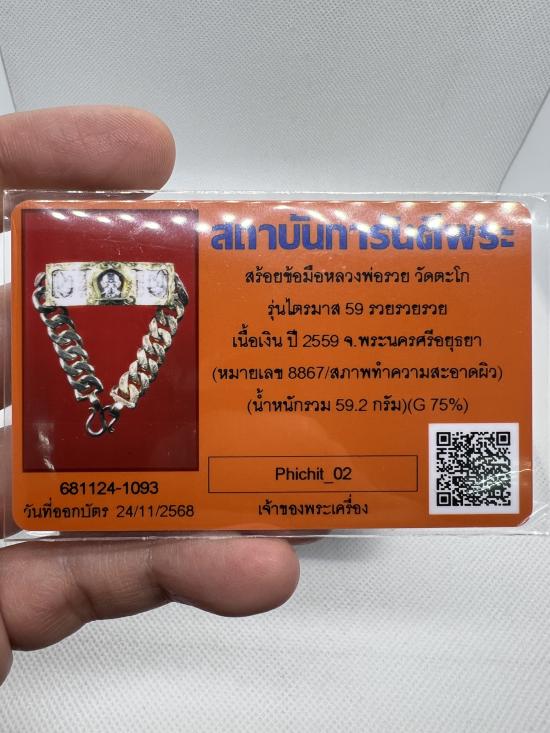 สถาบันการันตีพระ
สร้อยข้อมือหลวงพ่อรวย วัดตะโก
รุ่นไตรมาส 59 รวยรวยรวย
เนื้อเงิน ปี 2559 จ.พระนครศรีอยุธยา
(หมายเลข 8867/สภาพทำความสะอาดผิว)
(น้ำหนักรวม 59.2 กรัม)(G 75%)
Phichit_02
เจ้าของพระเครื่อง
681124-1093
วันที่ออกบัตร 24/11/2568